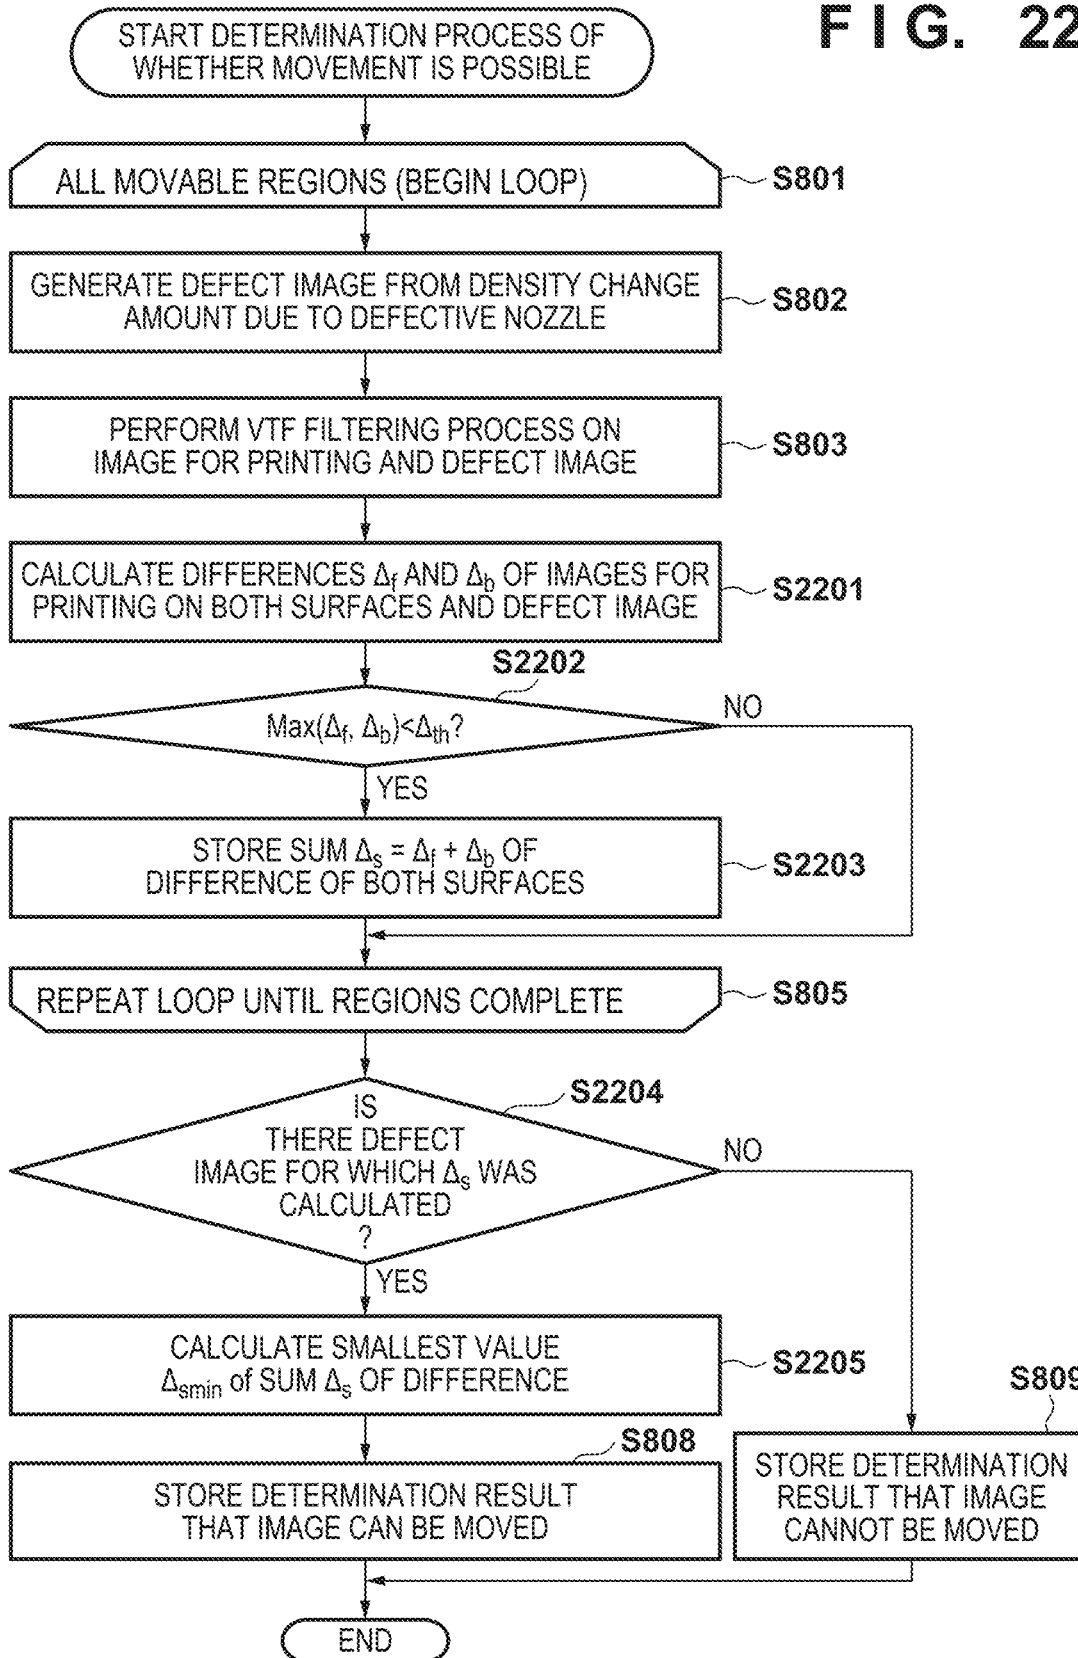 FIG. 22
START DETERMINATION PROCESS OF
WHETHER MOVEMENT IS POSSIBLE
ALL MOVABLE REGIONS (BEGIN LOOP)
S801
GENERATE DEFECT IMAGE FROM DENSITY CHANGE
AMOUNT DUE TO DEFECTIVE NOZZLE
S802
PERFORM VTF FILTERING PROCESS ON
IMAGE FOR PRINTING AND DEFECT IMAGE
S803
CALCULATE DIFFERENCES Δf AND Δb OF IMAGES FOR
PRINTING ON BOTH SURFACES AND DEFECT IMAGE
S2201
S2202
Max(Δf, Δb)<Δth?
NO
YES
STORE SUM Δs = Δf + Δb OF
DIFFERENCE OF BOTH SURFACES
S2203
REPEAT LOOP UNTIL REGIONS COMPLETE
S805
S2204
IS
THERE DEFECT
IMAGE FOR WHICH Δs WAS
CALCULATED
?
NO
YES
CALCULATE SMALLEST VALUE
Δsmin of SUM Δs OF DIFFERENCE
S2205
S808
STORE DETERMINATION RESULT
THAT IMAGE CAN BE MOVED
S809
STORE DETERMINATION
RESULT THAT IMAGE
CANNOT BE MOVED
END